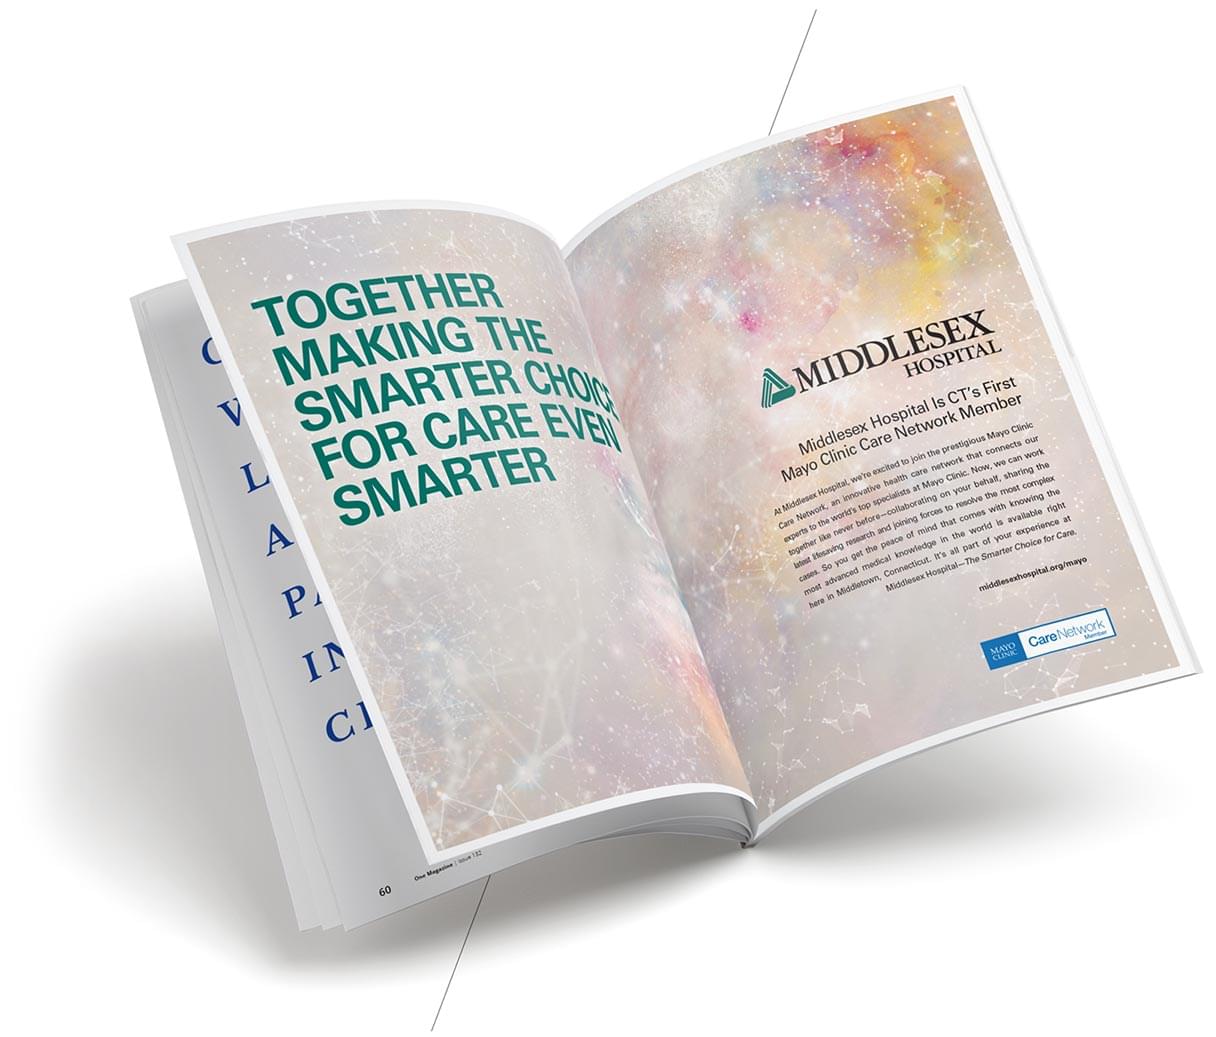 TOGETHER
MAKING THE
SMARTER CHOICE
FOR CARE EVEN
SMARTER
MIDDLESEX
HOSPITAL
Middlesex Hospital Is CT's First
Mayo Clinic Care Network Member
At Middlesex Hospital, we're excited to join the prestigious Mayo Clinic
Care Network, an innovative health care network that connects our
experts to the world's top specialists at Mayo Clinic. Now, we can work
together like never before—collaborating on your behalf, sharing the
latest lifesaving research and joining forces to resolve the most complex
cases. So you get the peace of mind that comes with knowing the
most advanced medical knowledge in the world is available right
here in Middletown, Connecticut. It's all part of your experience at
Middlesex Hospital—The Smarter Choice for Care.
middlesexhospital.org/mayo
MAYO
CLINIC
CareNetwork
Member
60
One Magazine | Issue 132